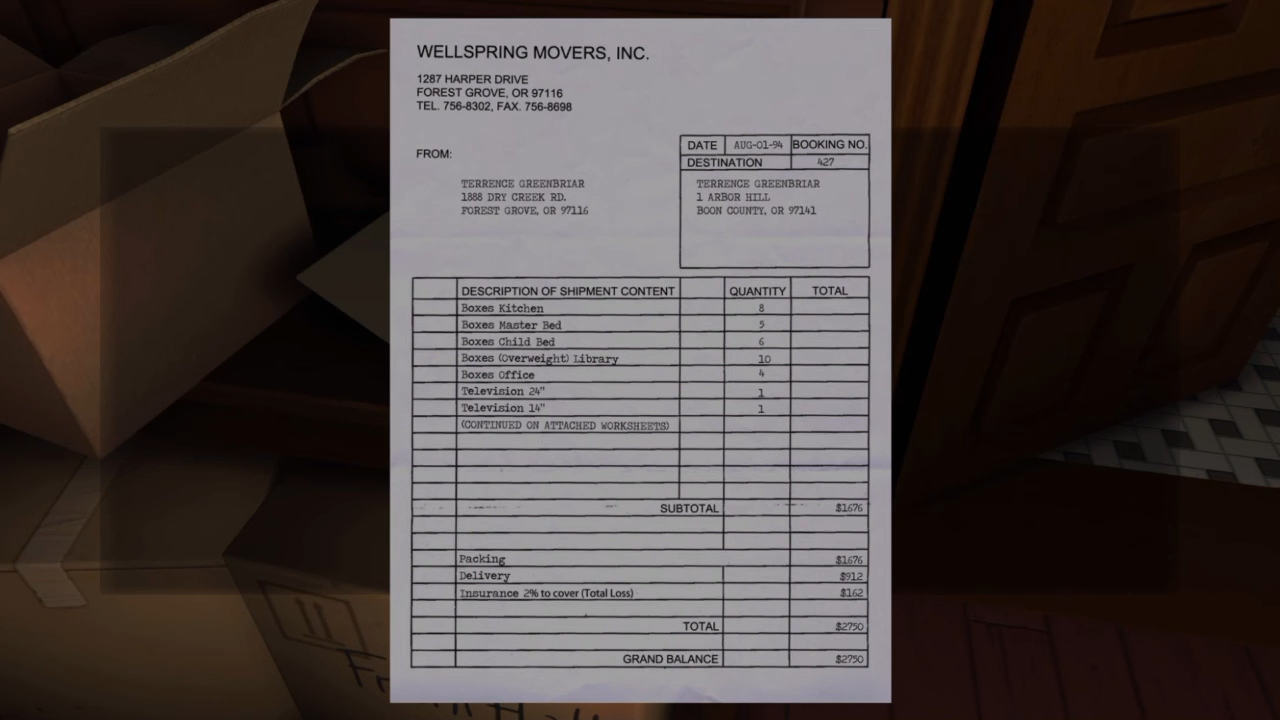 WELLSPRING MOVERS, INC.
1287 HARPER DRIVE
FOREST GROVE, OR 97116
TEL. 756-8302, FAX. 756-8698
DATE AUG-01-94 BOOKING NO.
FROM:
DESTINATION 427
TERRENCE GREENBRIAR
1888 DRY CREEK RD.
FOREST GROVE, OR 97116
TERRENCE GREENBRIAR
1 ARBOR HILL
BOON COUNTY, OR 97141
DESCRIPTION OF SHIPMENT CONTENT QUANTITY TOTAL
Boxes Kitchen 8
Boxes Master Bed 5
Boxes Child Bed 6
Boxes (Overweight) Library 10
Boxes Office 4
Television 24" 1
Television 14" 1
(CONTINUED ON ATTACHED WORKSHEETS)
SUBTOTAL $1676
Packing $1676
Delivery $912
Insurance 2% to cover (Total Loss) $162
TOTAL $2750
GRAND BALANCE $2750